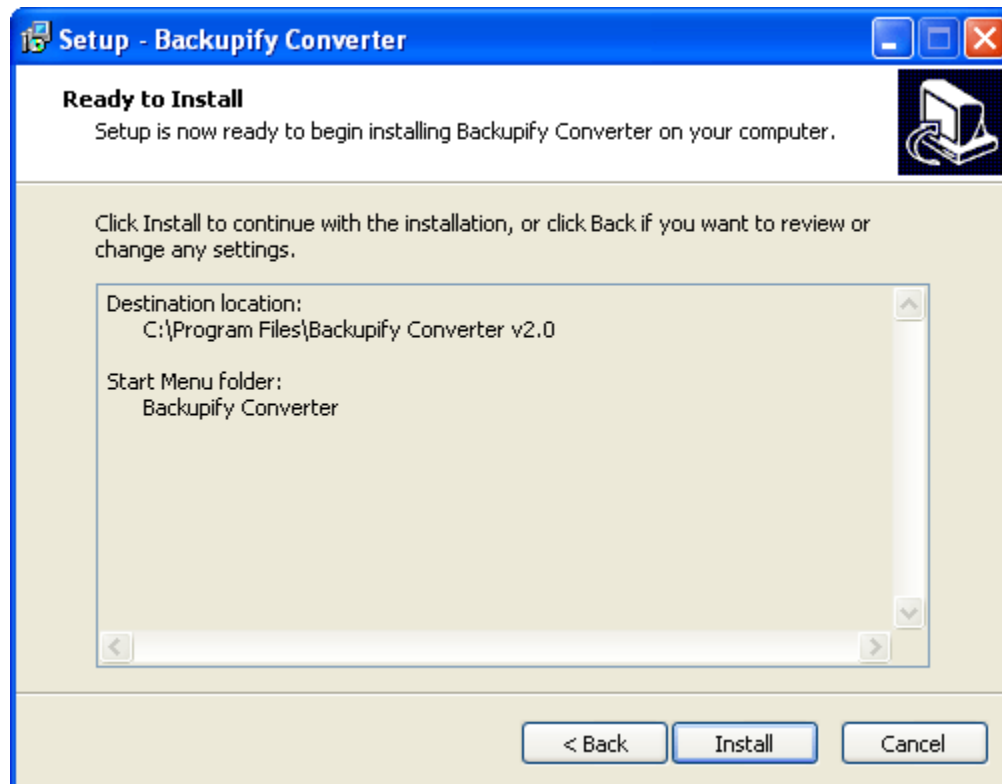 Setup - Backupify Converter
Ready to Install
Setup is now ready to begin installing Backupify Converter on your computer.
Click Install to continue with the installation, or click Back if you want to review or
change any settings.
Destination location:
C:\Program Files\Backupify Converter v2.0
Start Menu folder:
Backupify Converter
< Back
Install
Cancel